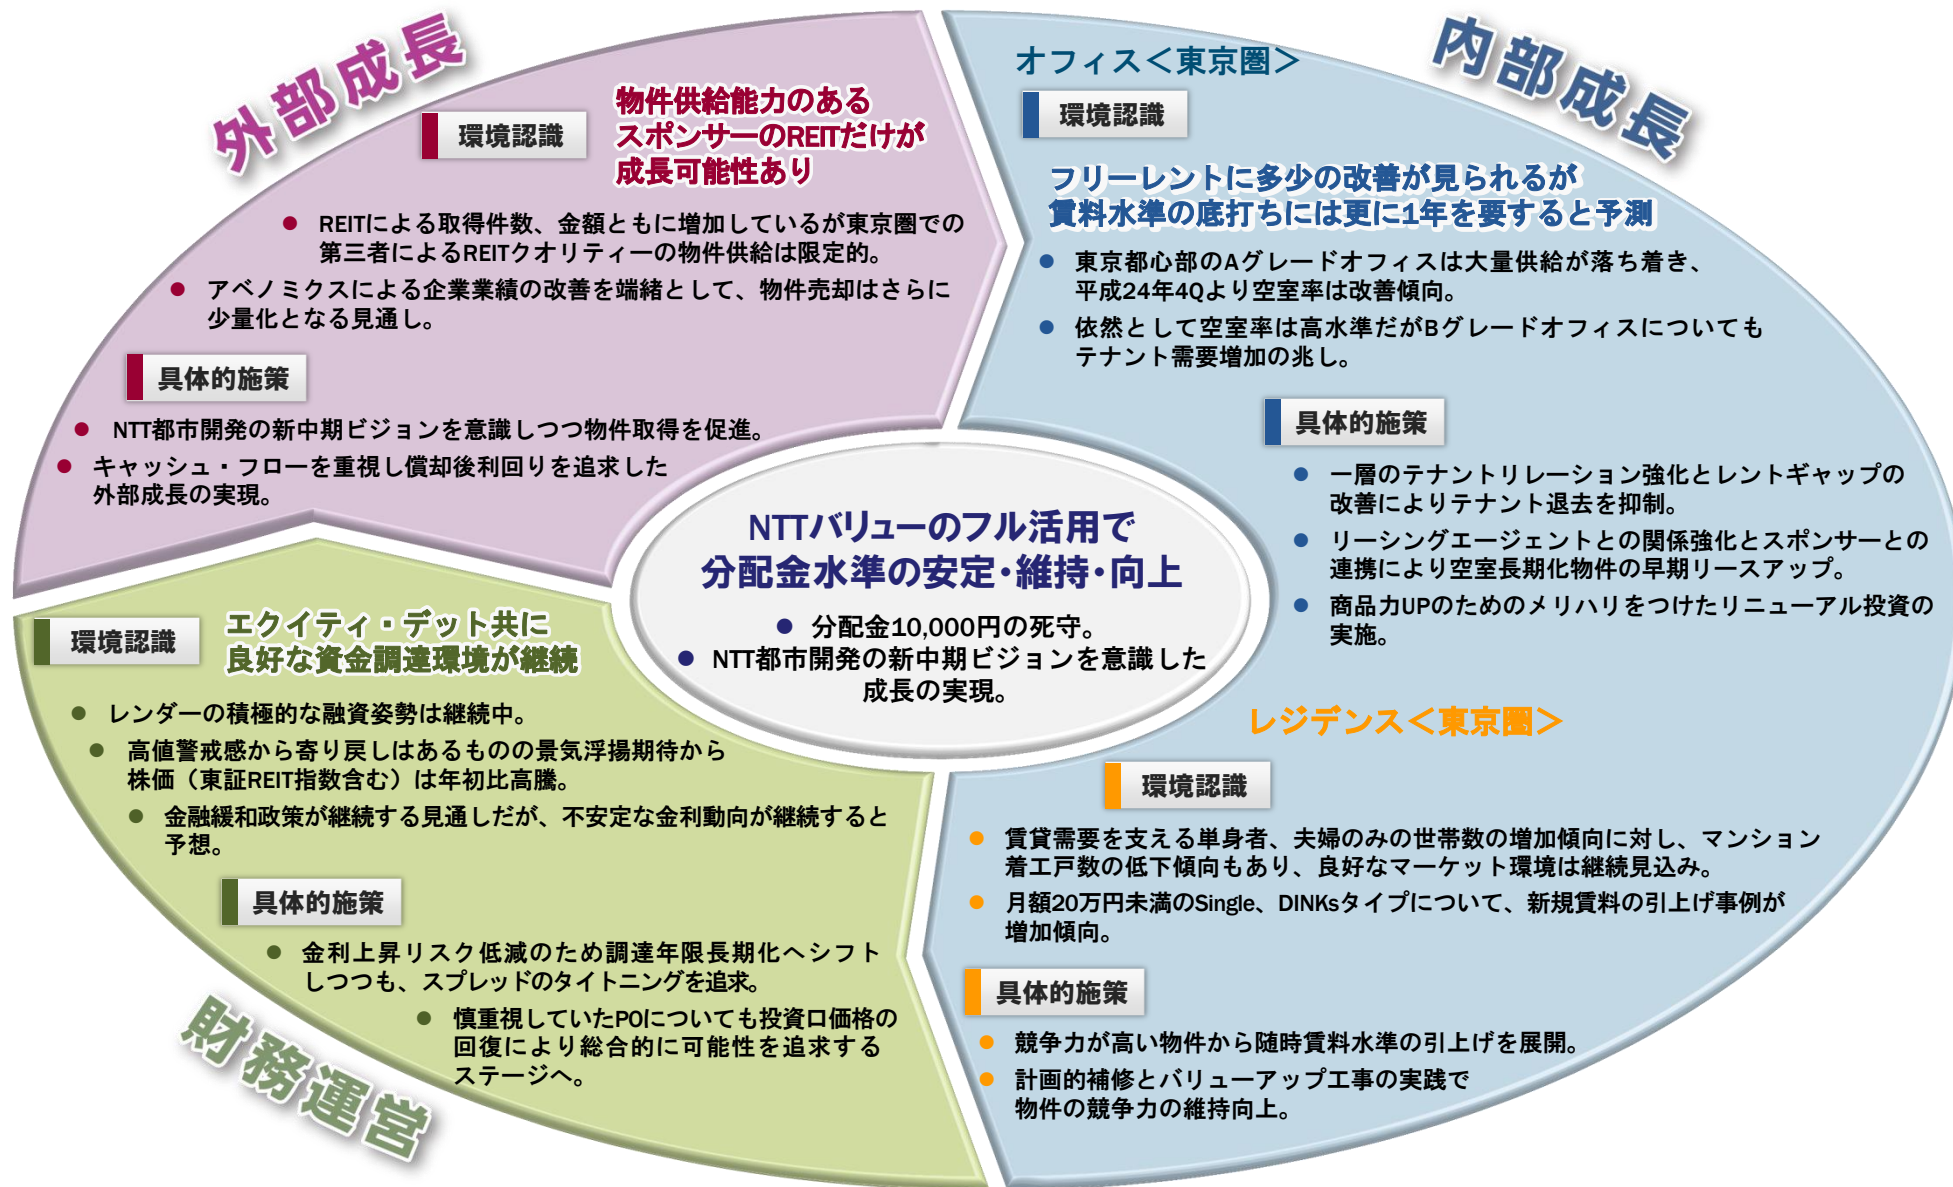 外部成長
環境認識
物件供給能力のある
スポンサーのREITだけが
成長可能性あり
● REITによる取得件数、金額ともに増加しているが東京圏での
第三者によるREITクオリティーの物件供給は限定的。
● アベノミクスによる企業業績の改善を端緒として、物件売却はさらに
少量化となる見通し。
具体的施策
● NTT都市開発の新中期ビジョンを意識しつつ物件取得を促進。
● キャッシュ・フローを重視し償却後利回りを追求した
外部成長の実現。
内部成長
オフィス＜東京圏＞
環境認識
フリーレントに多少の改善が見られるが
賃料水準の底打ちには更に1年を要すると予測
● 東京都心部のAグレードオフィスは大量供給が落ち着き、
平成24年4Qより空室率は改善傾向。
● 依然として空室率は高水準だがBグレードオフィスについても
テナント需要増加の兆し。
具体的施策
● 一層のテナントリレーション強化とレントギャップの
改善によりテナント退去を抑制。
● リーシングエージェントとの関係強化とスポンサーとの
連携により空室長期化物件の早期リースアップ。
● 商品力UPのためのメリハリをつけたリニューアル投資の
実施。
レジデンス＜東京圏＞
環境認識
● 賃貸需要を支える単身者、夫婦のみの世帯数の増加傾向に対し、マンション
着工戸数の低下傾向もあり、良好なマーケット環境は継続見込み。
● 月額20万円未満のSingle、DINKsタイプについて、新規賃料の引上げ事例が
増加傾向。
具体的施策
● 競争力が高い物件から随時賃料水準の引上げを展開。
● 計画的補修とバリューアップ工事の実践で
物件の競争力の維持向上。
NTTバリューのフル活用で
分配金水準の安定・維持・向上
● 分配金10,000円の死守。
● NTT都市開発の新中期ビジョンを意識した
成長の実現。
環境認識
エクイティ・デット共に
良好な資金調達環境が継続
● レンダーの積極的な融資姿勢は継続中。
● 高値警戒感から寄り戻しはあるものの景気浮揚期待から
株価（東証REIT指数含む）は年初比高騰。
● 金融緩和政策が継続する見通しだが、不安定な金利動向が継続すると
予想。
具体的施策
● 金利上昇リスク低減のため調達年限長期化へシフト
しつつも、スプレッドのタイトニングを追求。
● 慎重視していたPOについても投資口価格の
回復により総合的に可能性を追求する
ステージへ。
財務運営